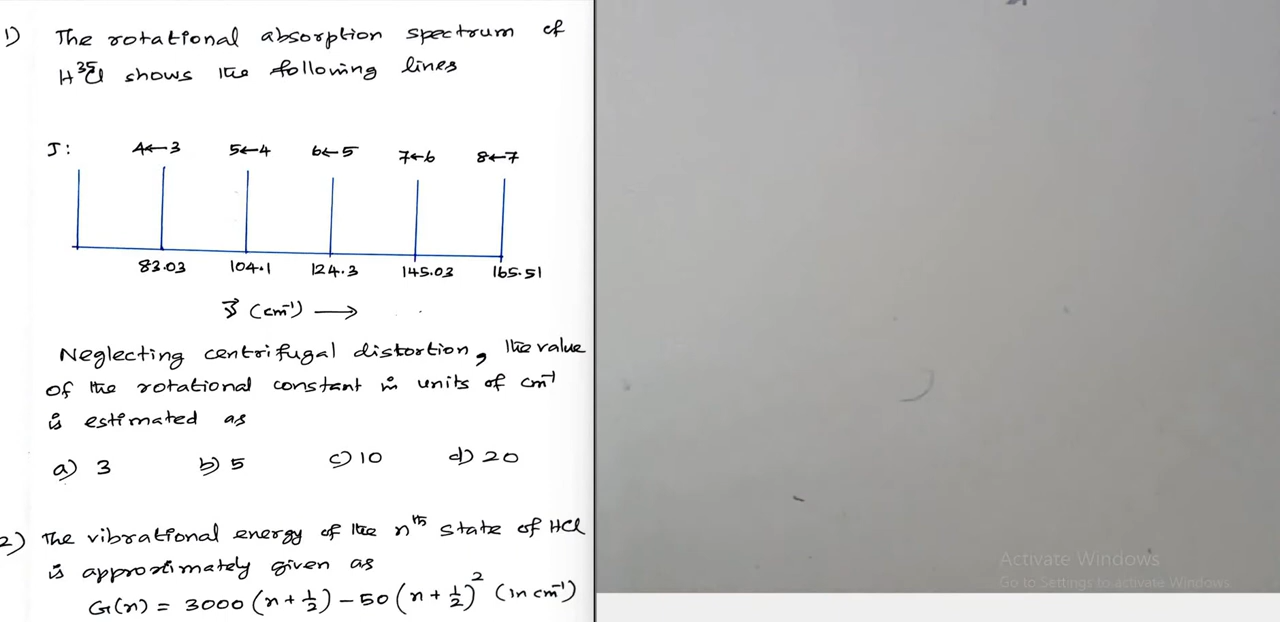 1) The rotational absorption spectrum of
H³⁵Cl shows the following lines
J: 4←3 5←4 6←5 7←6 8←7
83.03 104.1 124.3 145.03 165.51
(cm⁻¹) →
Neglecting centrifugal distortion, the value
of the rotational constant in units of cm⁻¹
is estimated as
a) 3 b) 5 c) 10 d) 20
2) The vibrational energy of the nᵗʰ state of HCl
is approximately given as
G(n) = 3000 (n + 1/2) - 50 (n + 1/2)² (in cm⁻¹)
Activate Windows
Go to Settings to activate Windows.